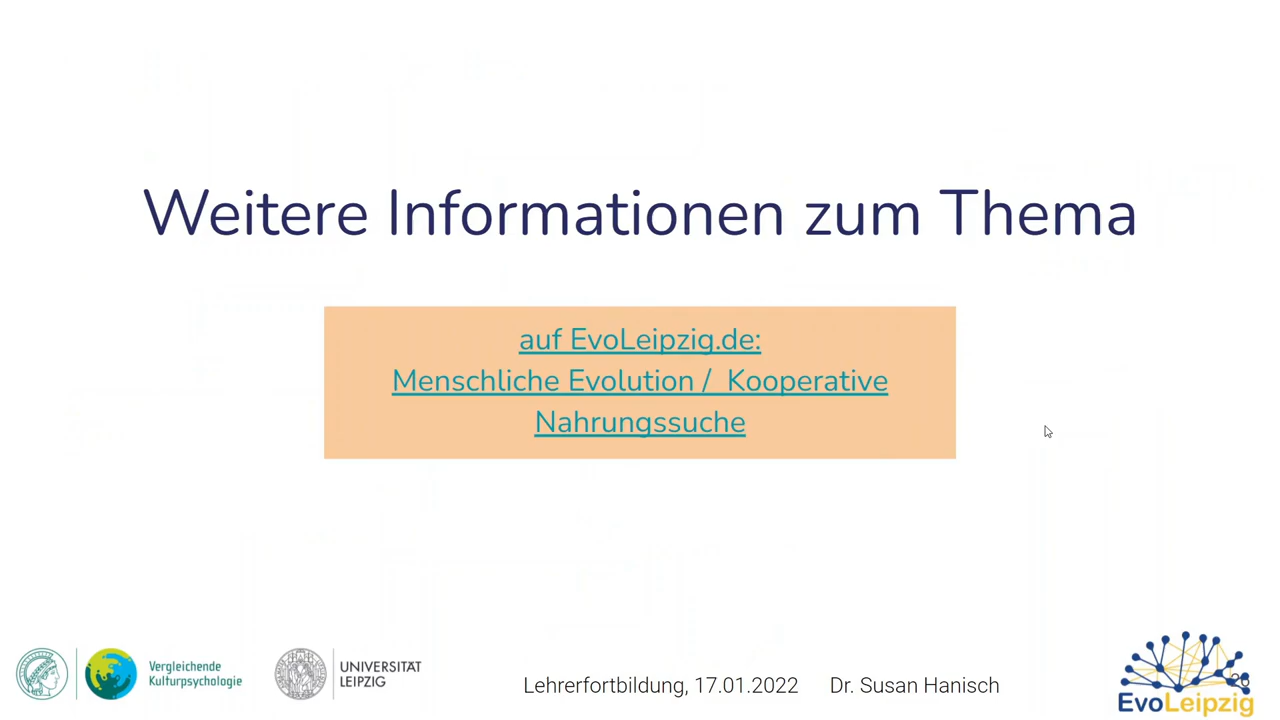 Weitere Informationen zum Thema
auf EvoLeipzig.de:
Menschliche Evolution / Kooperative
Nahrungssuche
Vergleichende
Kulturpsychologie
UNIVERSITÄT
LEIPZIG
Lehrerfortbildung, 17.01.2022 Dr. Susan Hanisch
EvoLeipzig